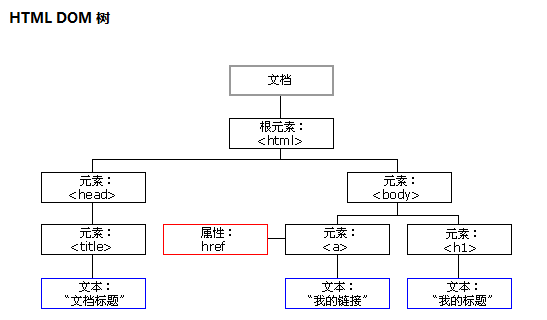 HTML DOM 树
文档
根元素：
<html>
元素：
<head>
元素：
<body>
元素：
<title>
属性：
href
元素：
<a>
元素：
<h1>
文本：
“文档标题”
文本：
“我的链接”
文本：
“我的标题”